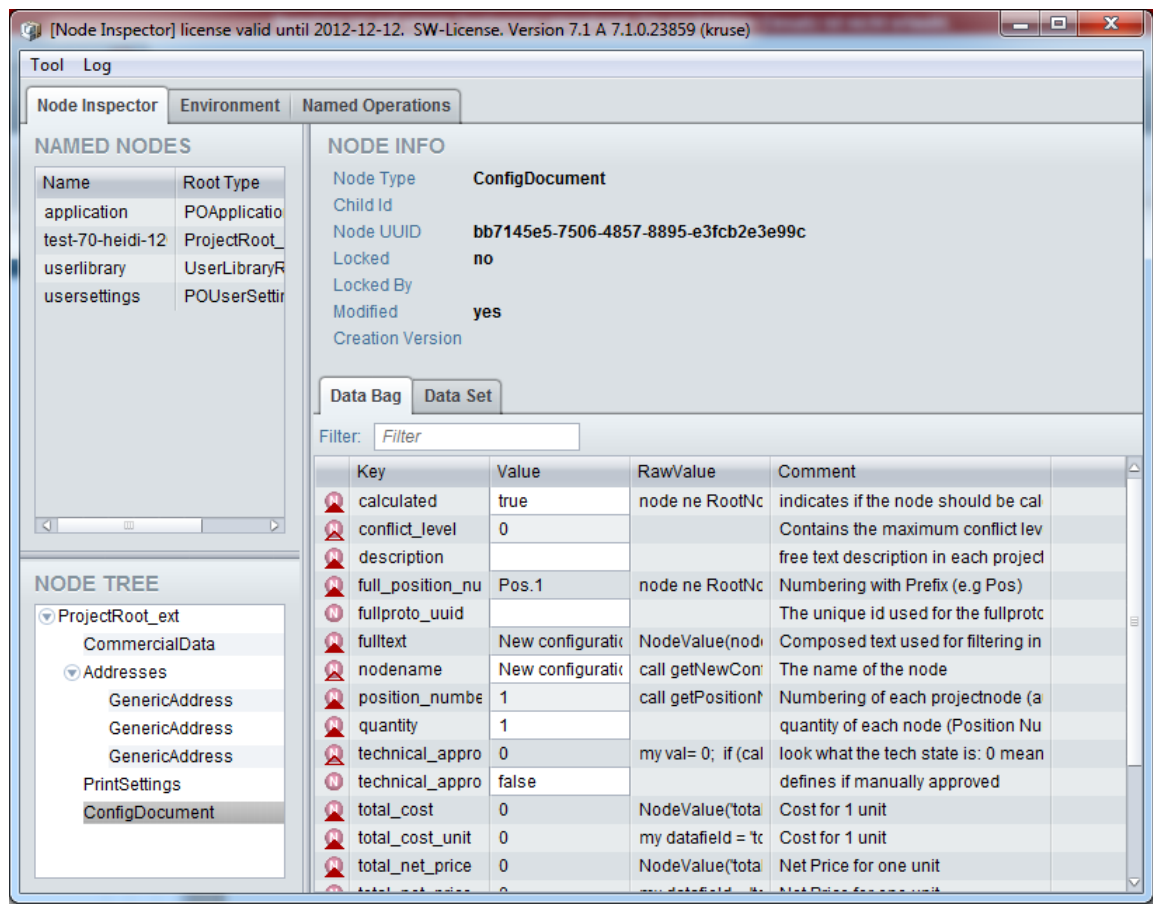 [Node Inspector] license valid until 2012-12-12. SW-License. Version 7.1 A 7.1.0.23859 (kruse)
Tool Log
Node Inspector Environment Named Operations
NAMED NODES
Name Root Type
application POApplicatio
test-70-heidi-12 ProjectRoot_
userlibrary UserLibraryR
usersettings POUserSettin
NODE TREE
ProjectRoot_ext
CommercialData
Addresses
GenericAddress
GenericAddress
GenericAddress
PrintSettings
ConfigDocument
NODE INFO
Node Type ConfigDocument
Child Id
Node UUID bb7145e5-7506-4857-8895-e3fcb2e3e99c
Locked no
Locked By
Modified yes
Creation Version
Data Bag Data Set
Filter: Filter
Key Value RawValue Comment
calculated true node ne RootNo indicates if the node should be cal
conflict_level 0 Contains the maximum conflict lev
description free text description in each project
full_position_nu Pos.1 node ne RootNo Numbering with Prefix (e.g Pos)
N fullproto_uuid The unique id used for the fullproto
fulltext New configuratio NodeValue(node Composed text used for filtering in
nodename New configuratio call getNewConf The name of the node
position_numbe 1 call getPositionN Numbering of each projectnode (a
quantity 1 quantity of each node (Position Nu
technical_appro 0 my val= 0; if (cal look what the tech state is: 0 mean
N technical_appro false defines if manually approved
total_cost 0 NodeValue('total Cost for 1 unit
total_cost_unit 0 my datafield = 'to Cost for 1 unit
total_net_price 0 NodeValue('total Net Price for one unit